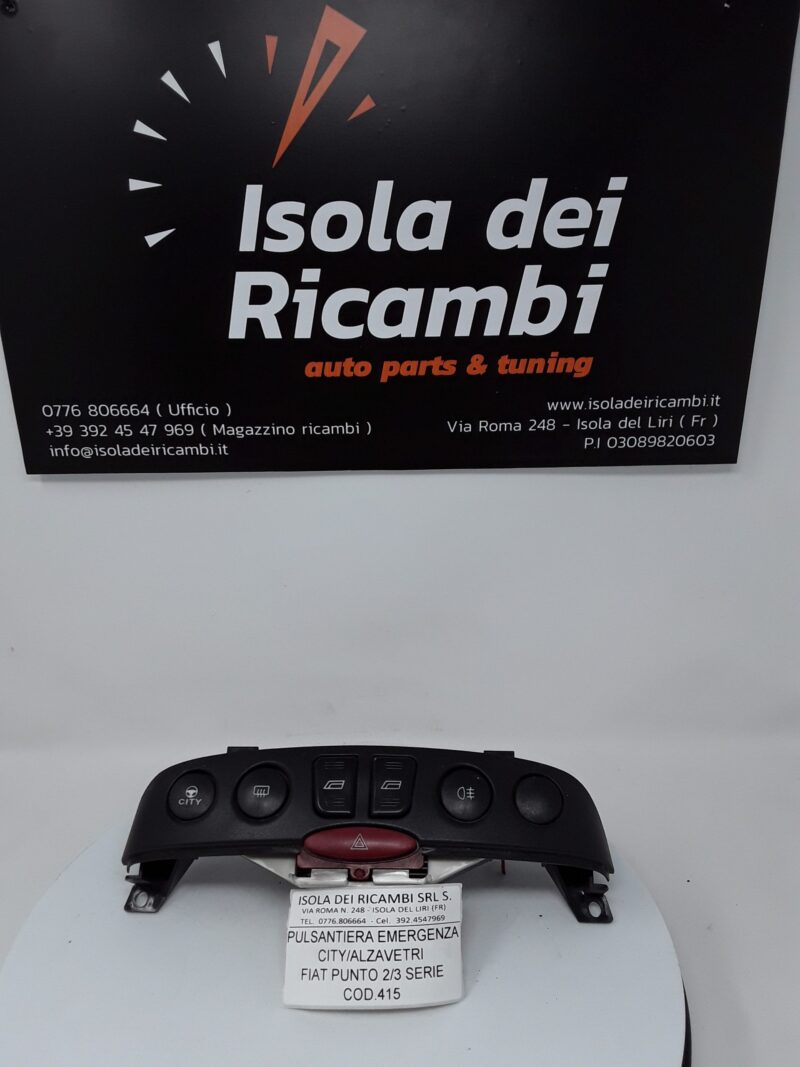 Isola dei
Ricambi
auto parts & tuning
0776 806664 ( Ufficio )
+39 392 45 47 969 ( Magazzino ricambi )
info@isoladeiricambi.it
www.isoladeiricambi.it
Via Roma 248 - Isola del Liri ( Fr )
P.I 03089820603
CITY
ISOLA DEI RICAMBI SRL S.
VIA ROMA N. 248 - ISOLA DEL LIRI (FR)
TEL. 0776.806664 - Cel. 392.4547969
PULSANTIERA EMERGENZA
CITY/ALZAVETRI
FIAT PUNTO 2/3 SERIE
COD.415